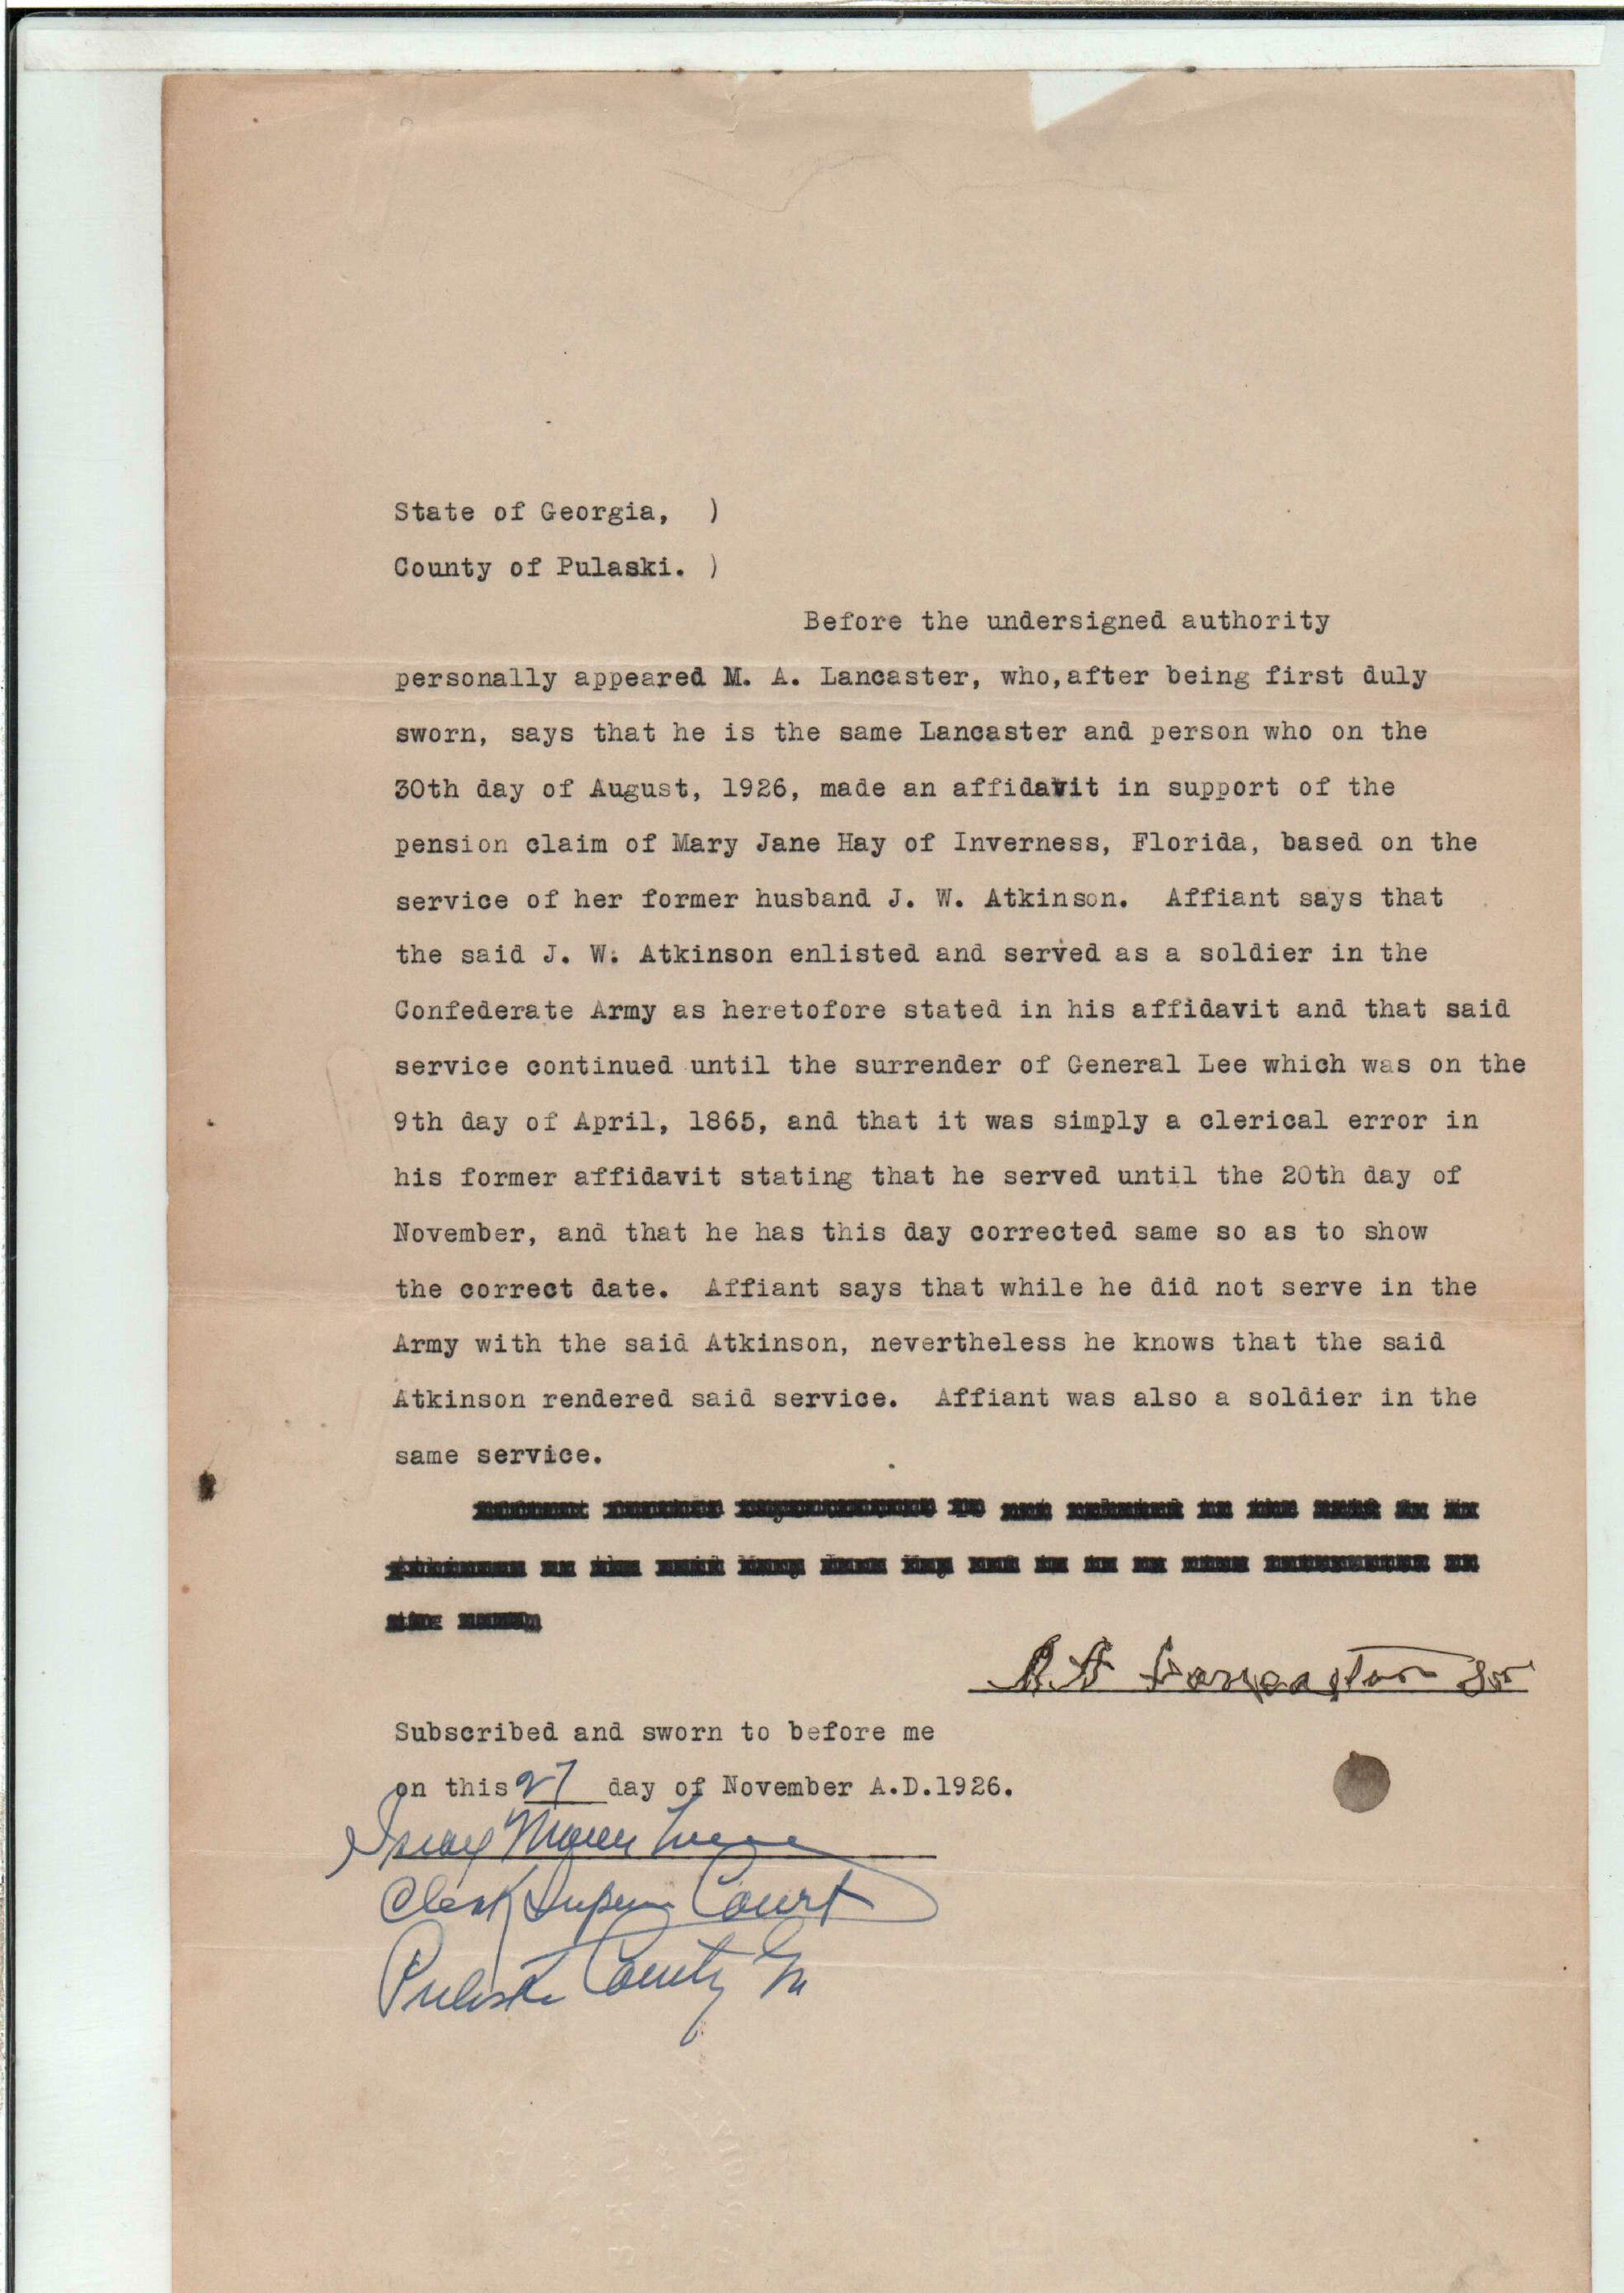 State of Georgia, )
County of Pulaski. )
Before the undersigned authority
personally appeared M. A. Lancaster, who,after being first duly
sworn, says that he is the same Lancaster and person who on the
30th day of August, 1926, made an affidavit in support of the
pension claim of Mary Jane Hay of Inverness, Florida, based on the
service of her former husband J. W. Atkinson. Affiant says that
the said J. W. Atkinson enlisted and served as a soldier in the
Confederate Army as heretofore stated in his affidavit and that said
service continued until the surrender of General Lee which was on the
9th day of April, 1865, and that it was simply a clerical error in
his former affidavit stating that he served until the 20th day of
November, and that he has this day corrected same so as to show
the correct date. Affiant says that while he did not serve in the
Army with the said Atkinson, nevertheless he knows that the said
Atkinson rendered said service. Affiant was also a soldier in the
same service.
Lancaster Sr
Subscribed and sworn to before me
on this 27 day of November A.D.1926.
Clerk Court
Pulaski County Ga